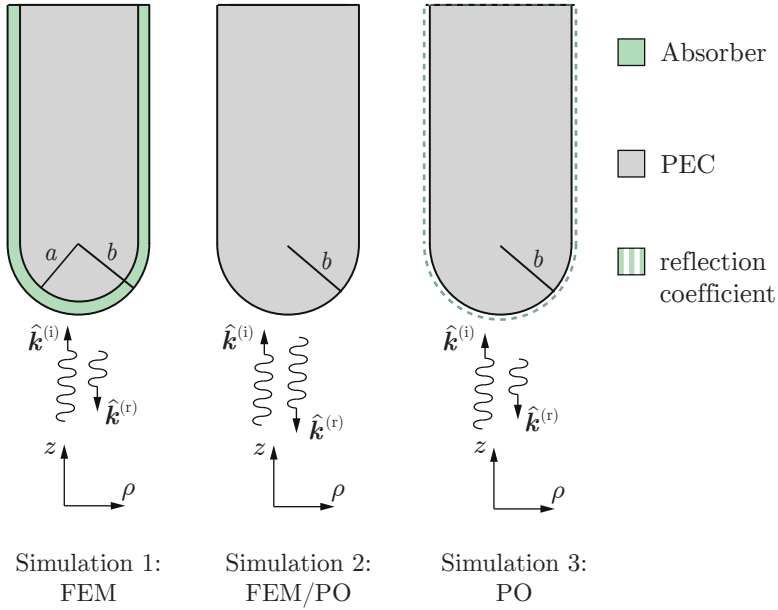 Absorber
PEC
reflection
coefficient
a
b
b
b
k̂⁽ⁱ⁾
k̂⁽ʳ⁾
k̂⁽ⁱ⁾
k̂⁽ʳ⁾
k̂⁽ⁱ⁾
k̂⁽ʳ⁾
z
ρ
z
ρ
z
ρ
Simulation 1:
FEM
Simulation 2:
FEM/PO
Simulation 3:
PO